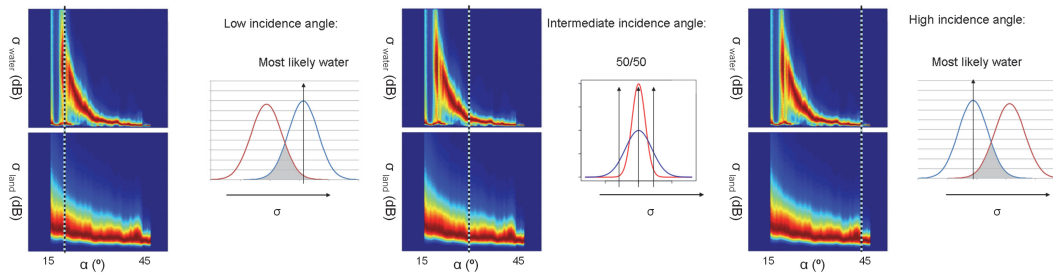 σ water (dB)
σ land (dB)
15
45
α (º)
Low incidence angle:
Most likely water
σ
σ water (dB)
σ land (dB)
15
45
α (º)
Intermediate incidence angle:
50/50
σ
σ water (dB)
σ land (dB)
15
45
α (º)
High incidence angle:
Most likely water
σ